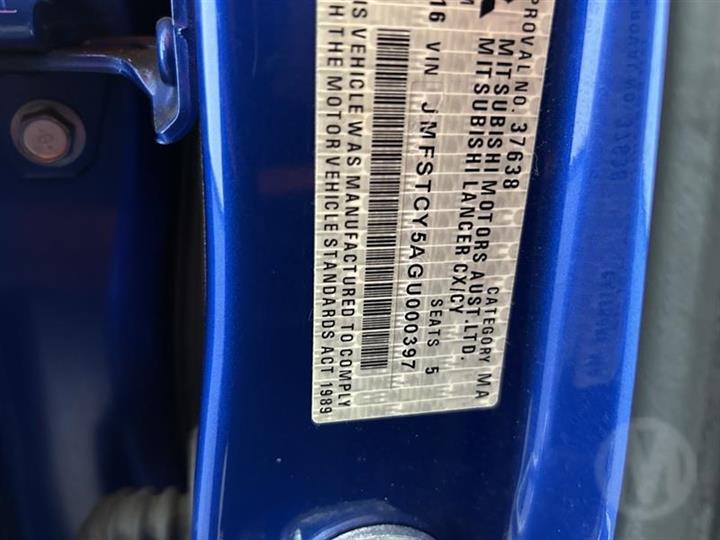 PROVAL NO. 37638 CATEGORY MA
MITSUBISHI MOTORS AUST.LTD.
MITSUBISHI LANCER CX/CY
M SEATS 5
16 VIN JMFSTCY5AGU000397
IS VEHICLE WAS MANUFACTURED TO COMPLY
H THE MOTOR VEHICLE STANDARDS ACT 1989
M